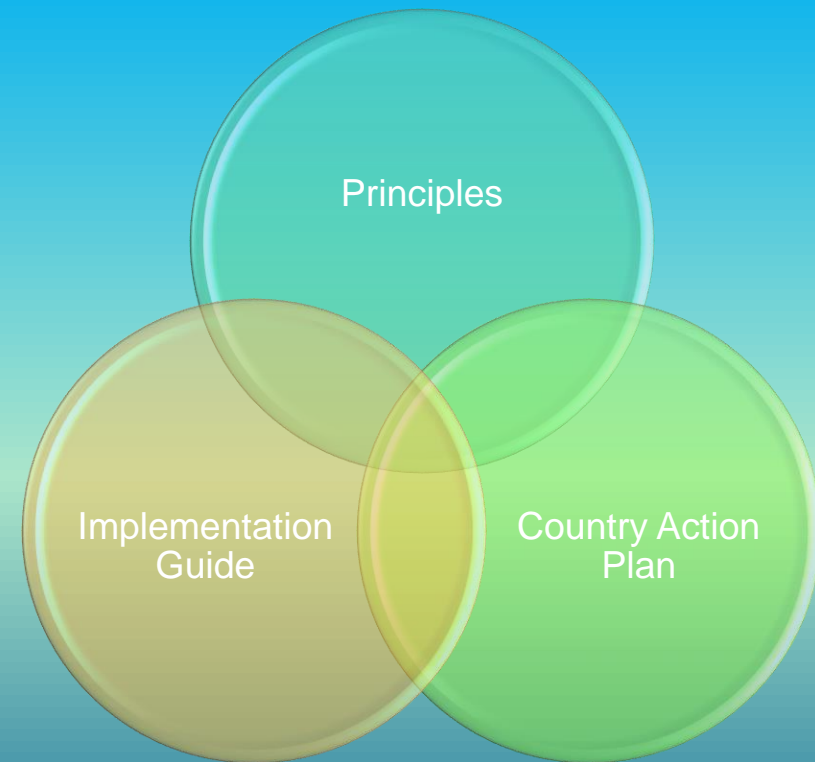 Principles
Implementation
Guide
Country Action
Plan